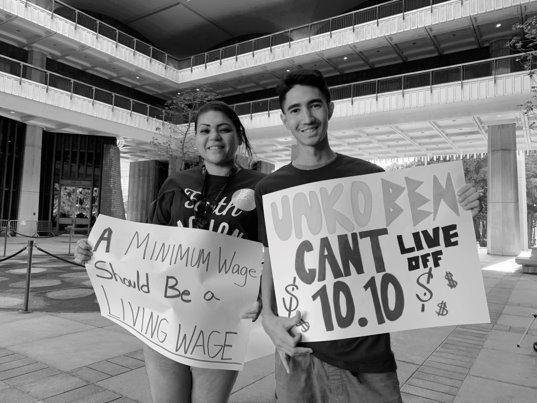 A MINIMUM Wage
Should Be a
LIVING WAGE
UNKO BEN
CANT LIVE
OFF
$ 10.10 $ $
$ $